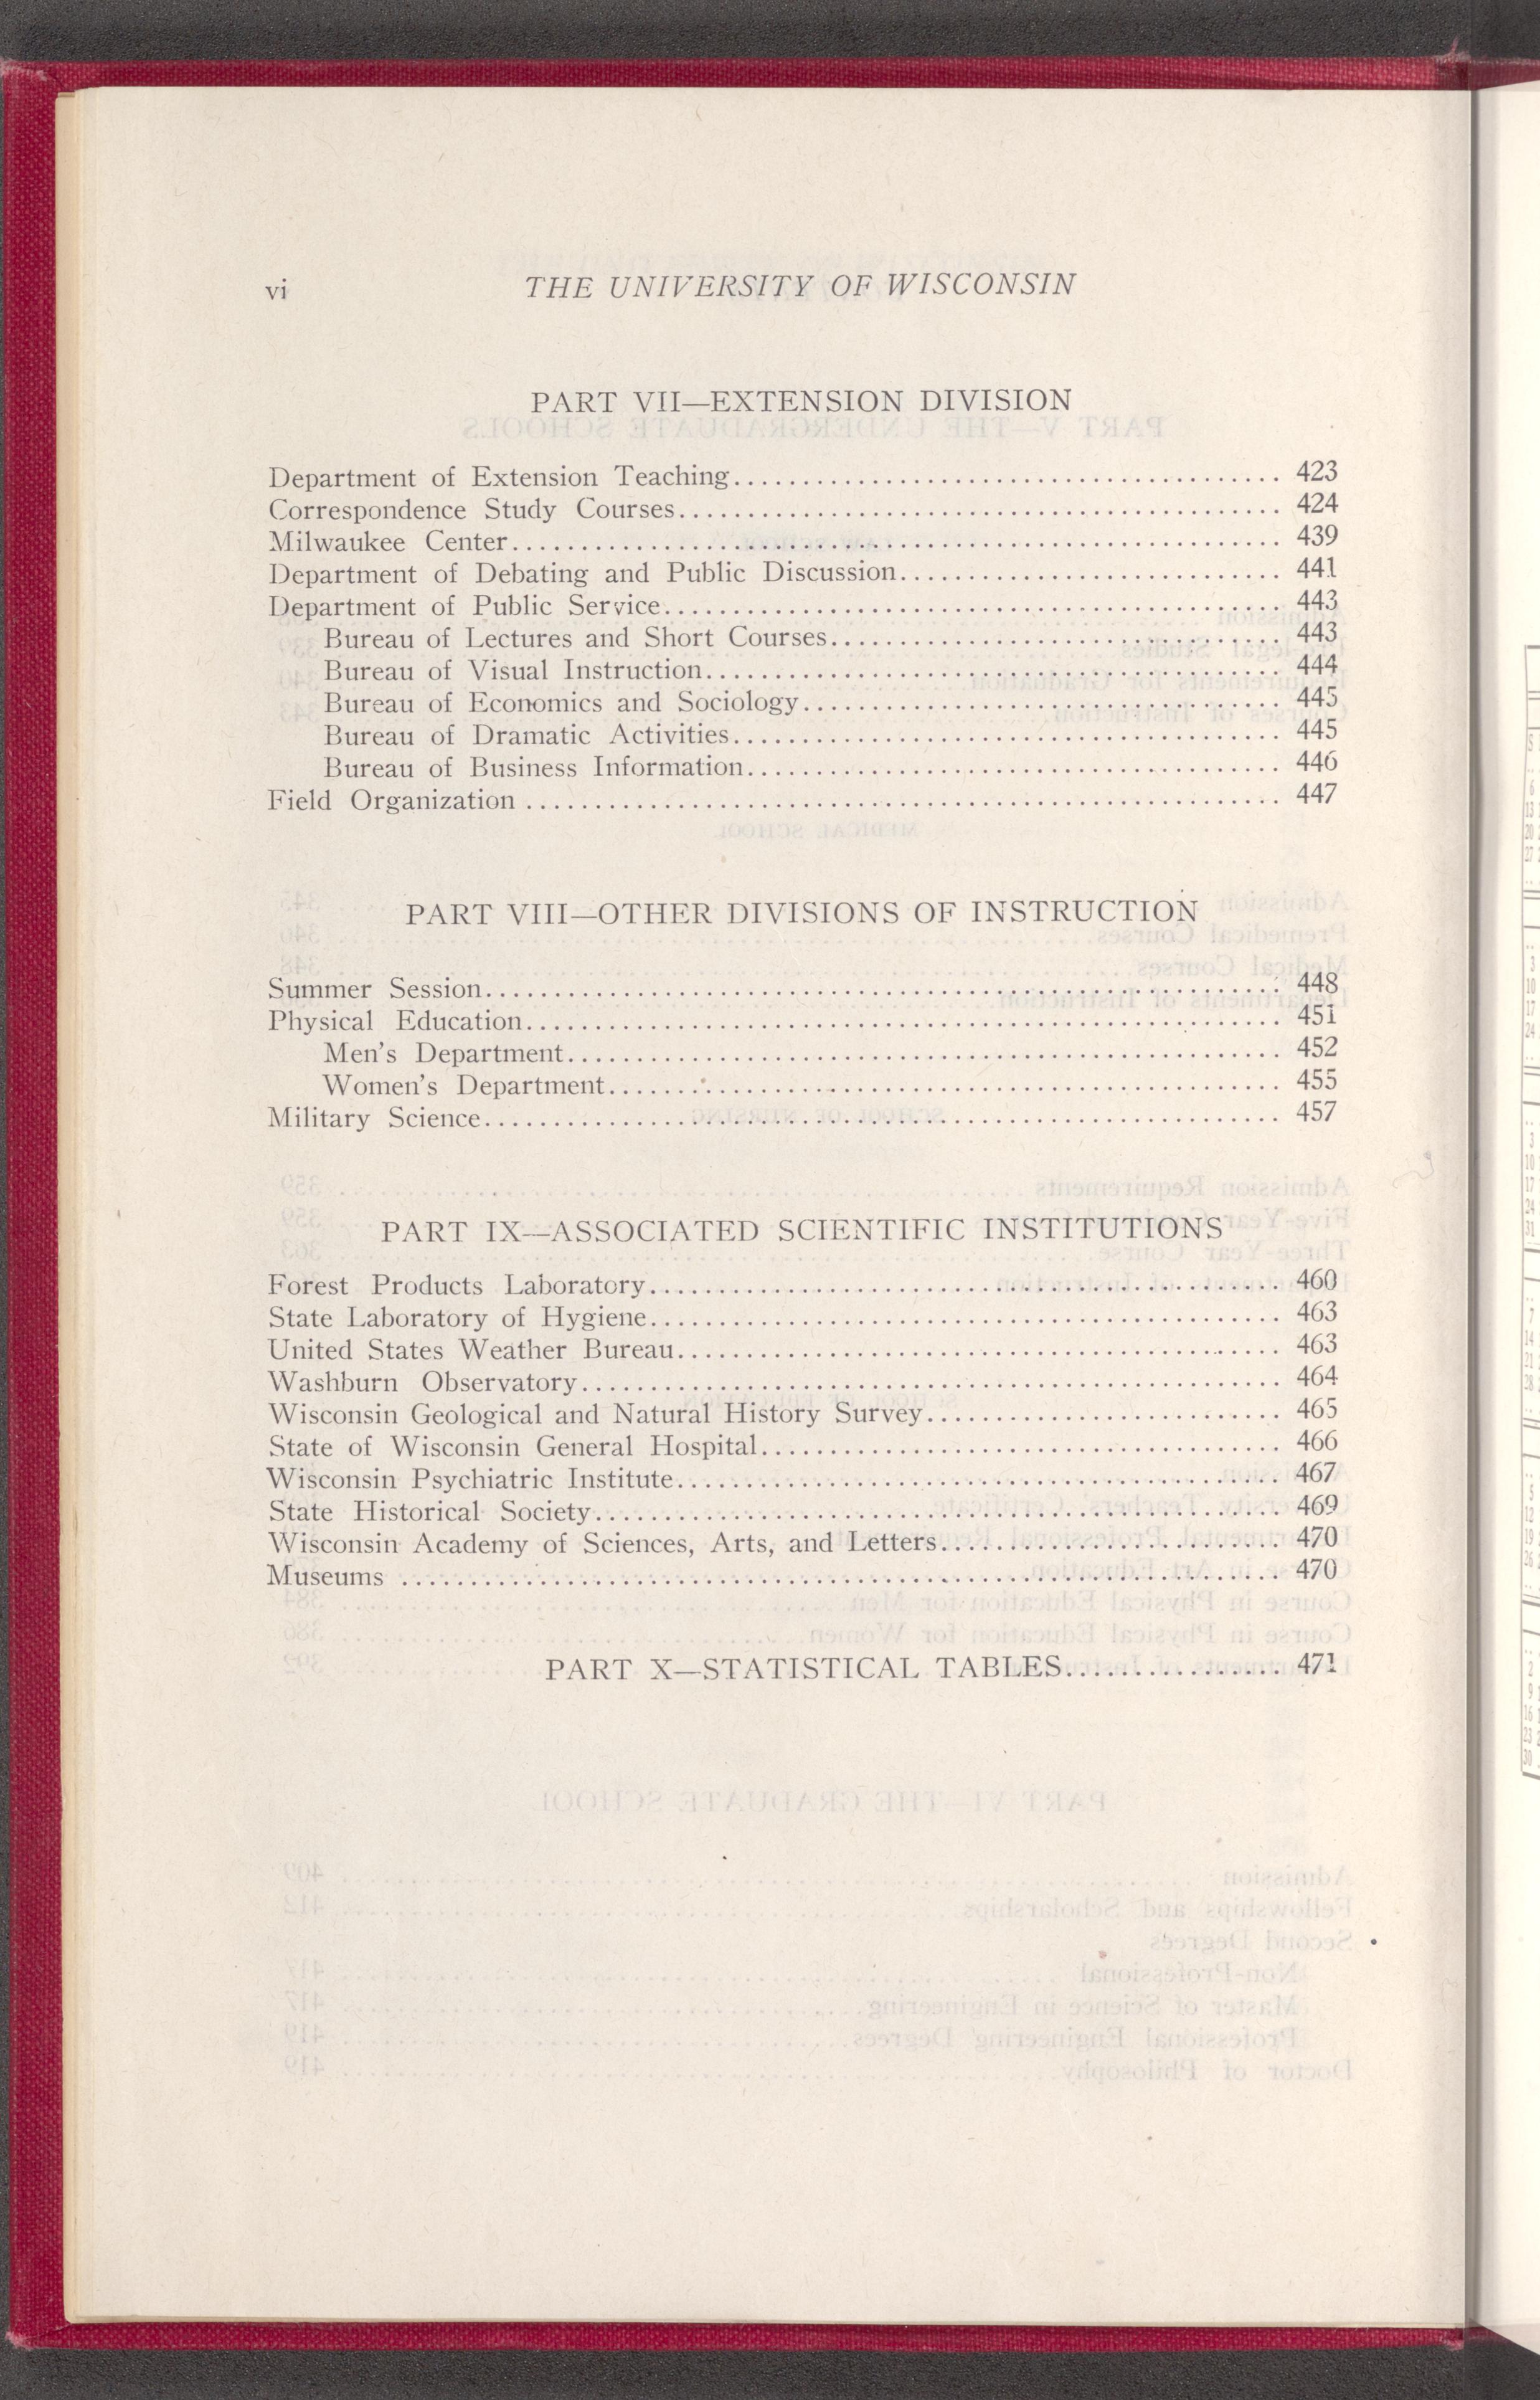 vi THE UNIVERSITY OF WISCONSIN
PART VII—EXTENSION DIVISION
Department of Extension Teaching........................................ 423
Correspondence Study Courses............................................ 424
Milwaukee Center........................................................ 439
Department of Debating and Public Discussion............................ 441
Department of Public Service............................................ 443
Bureau of Lectures and Short Courses................................ 443
Bureau of Visual Instruction........................................ 444
Bureau of Economics and Sociology................................... 445
Bureau of Dramatic Activities....................................... 445
Bureau of Business Information...................................... 446
Field Organization ..................................................... 447
PART VIII—OTHER DIVISIONS OF INSTRUCTION
Summer Session.......................................................... 448
Physical Education...................................................... 451
Men's Department.................................................... 452
Women's Department.................................................. 455
Military Science........................................................ 457
PART IX—ASSOCIATED SCIENTIFIC INSTITUTIONS
Forest Products Laboratory.............................................. 460
State Laboratory of Hygiene............................................. 463
United States Weather Bureau............................................ 463
Washburn Observatory.................................................... 464
Wisconsin Geological and Natural History Survey......................... 465
State of Wisconsin General Hospital..................................... 466
Wisconsin Psychiatric Institute......................................... 467
State Historical Society................................................ 469
Wisconsin Academy of Sciences, Arts, and Letters........................ 470
Museums ................................................................ 470
PART X—STATISTICAL TABLES................ 471